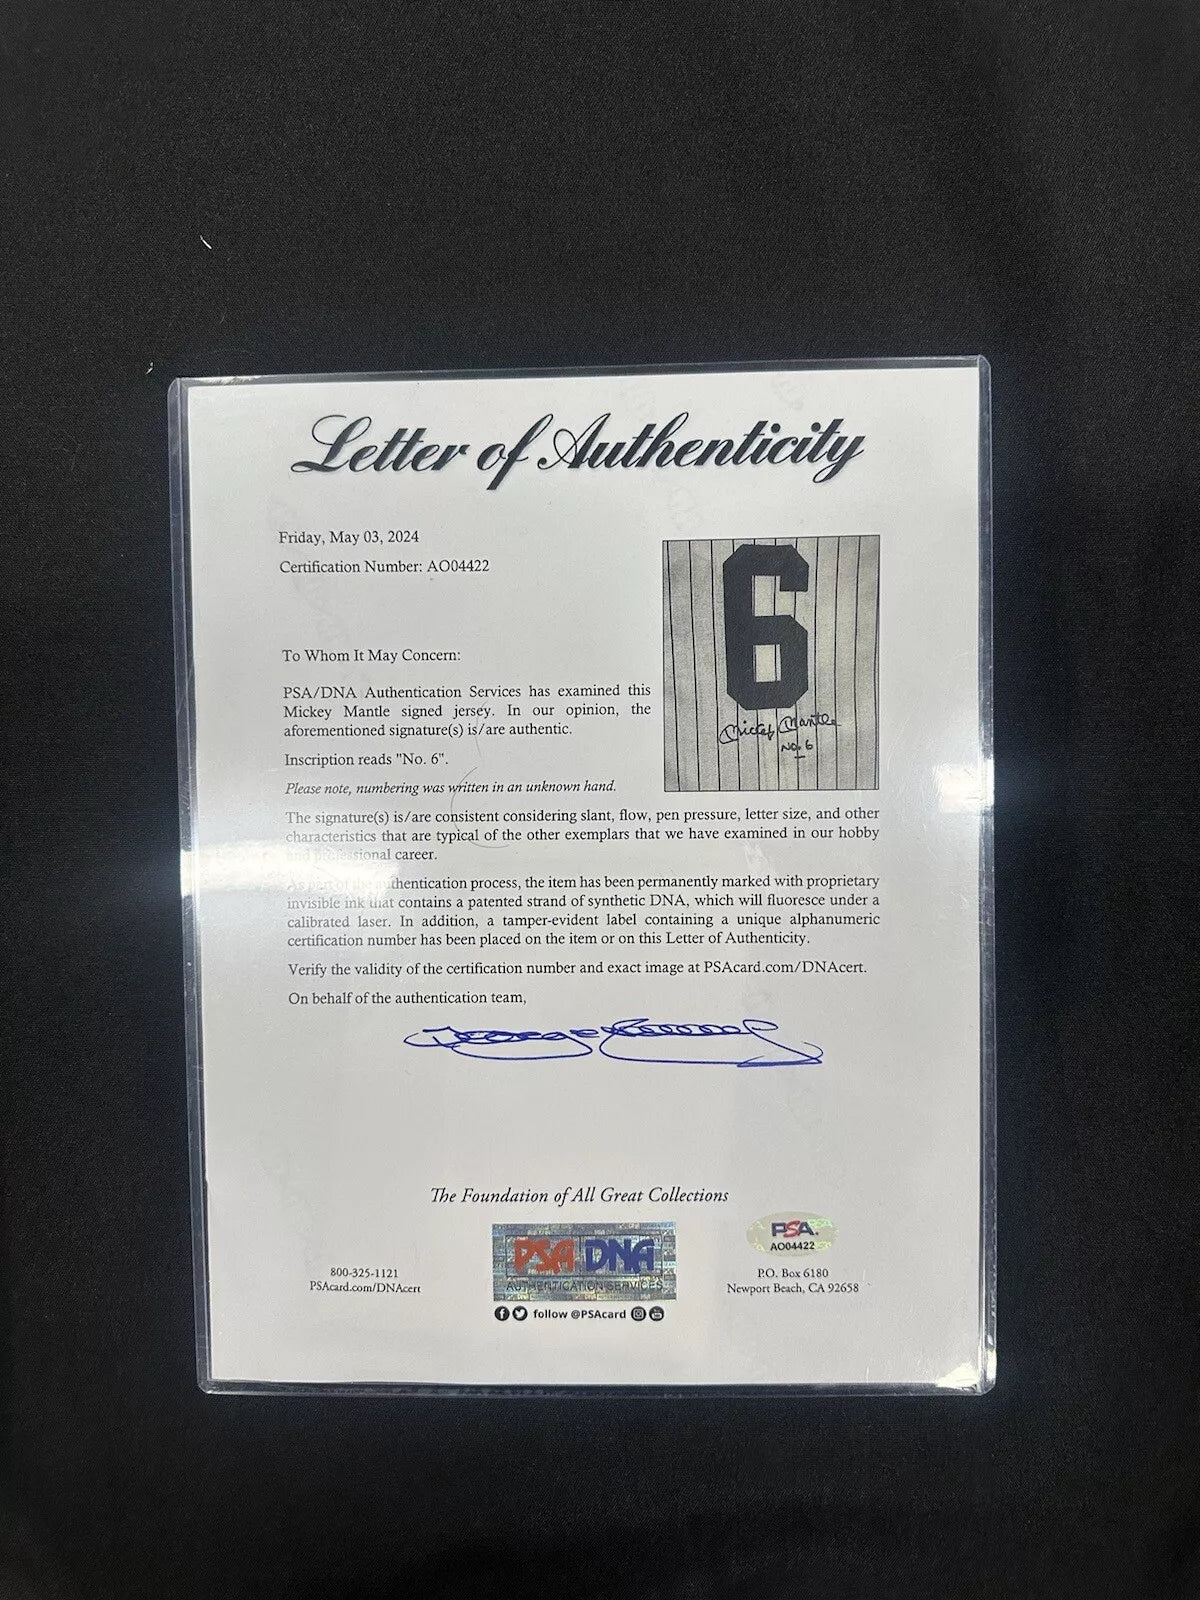 Letter of Authenticity
Friday, May 03, 2024
Certification Number: AO04422
6
Mickey Mantle
No. 6
To Whom It May Concern:
PSA/DNA Authentication Services has examined this
Mickey Mantle signed jersey. In our opinion, the
aforementioned signature(s) is/are authentic.
Inscription reads "No. 6".
Please note, numbering was written in an unknown hand.
The signature(s) is/are consistent considering slant, flow, pen pressure, letter size, and other
characteristics that are typical of the other exemplars that we have examined in our hobby
and professional career.
As part of the authentication process, the item has been permanently marked with proprietary
invisible ink that contains a patented strand of synthetic DNA, which will fluoresce under a
calibrated laser. In addition, a tamper-evident label containing a unique alphanumeric
certification number has been placed on the item or on this Letter of Authenticity.
Verify the validity of the certification number and exact image at PSAcard.com/DNAcert.
On behalf of the authentication team,
The Foundation of All Great Collections
800-325-1121
PSAcard.com/DNAcert
PSA DNA
AUTHENTICATION SERVICES
follow @PSAcard
PSA
AO04422
P.O. Box 6180
Newport Beach, CA 92658